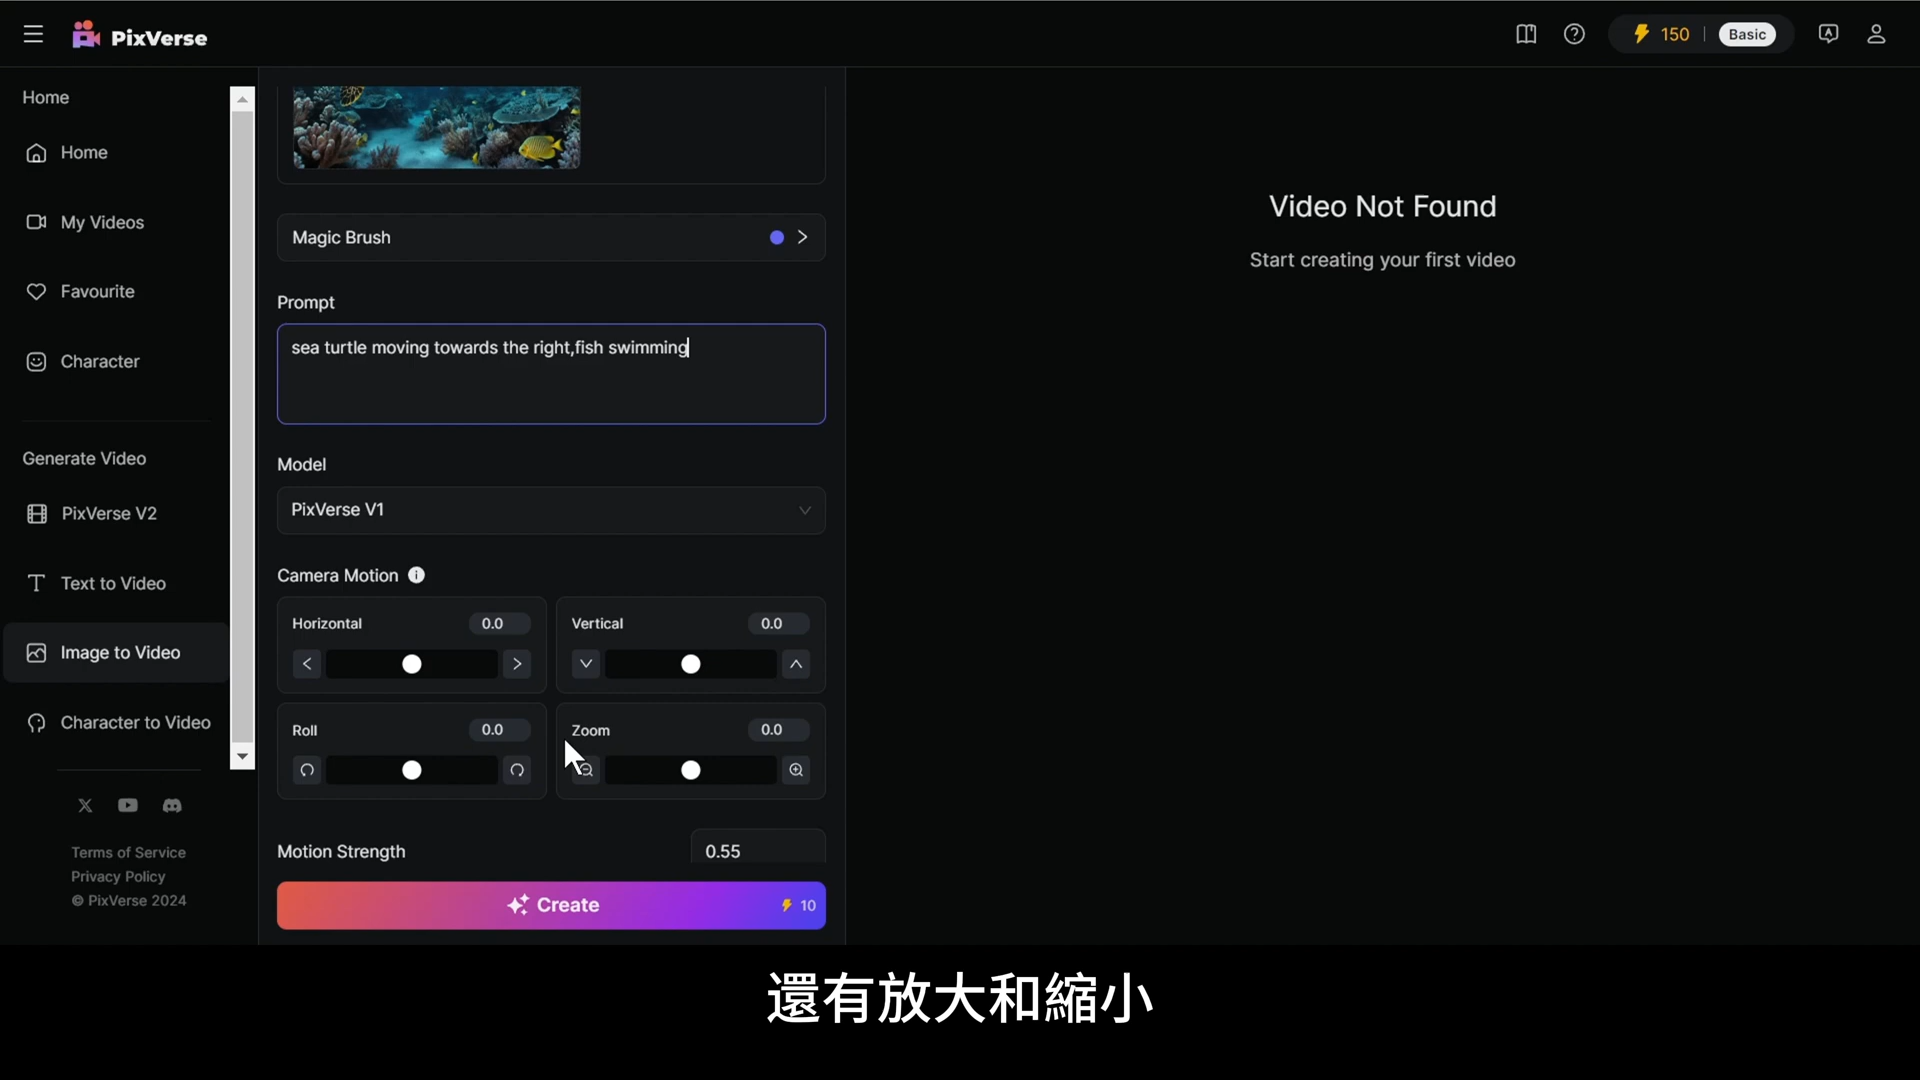 PixVerse
150
Basic
Home
Home
My Videos
Favourite
Character
Generate Video
PixVerse V2
Text to Video
Image to Video
Character to Video
Terms of Service
Privacy Policy
© PixVerse 2024
Magic Brush
Prompt
sea turtle moving towards the right,fish swimming
Model
PixVerse V1
Camera Motion
Horizontal 0.0
Vertical 0.0
Roll 0.0
Zoom 0.0
Motion Strength 0.55
Create 10
Video Not Found
Start creating your first video
還有放大和縮小